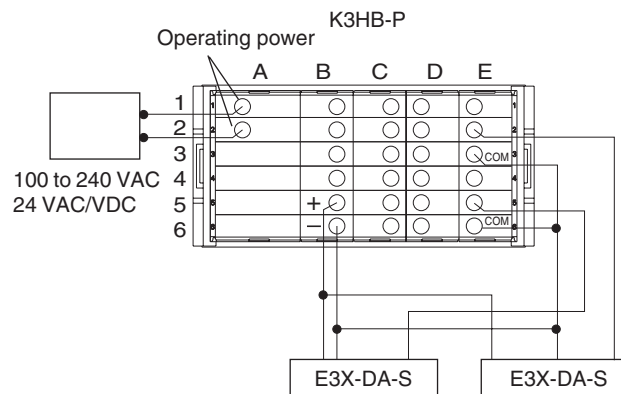 K3HB-P
Operating power
A B C D E
1
2
3 COM
4
5 +
6 − COM
100 to 240 VAC
24 VAC/VDC
E3X-DA-S E3X-DA-S